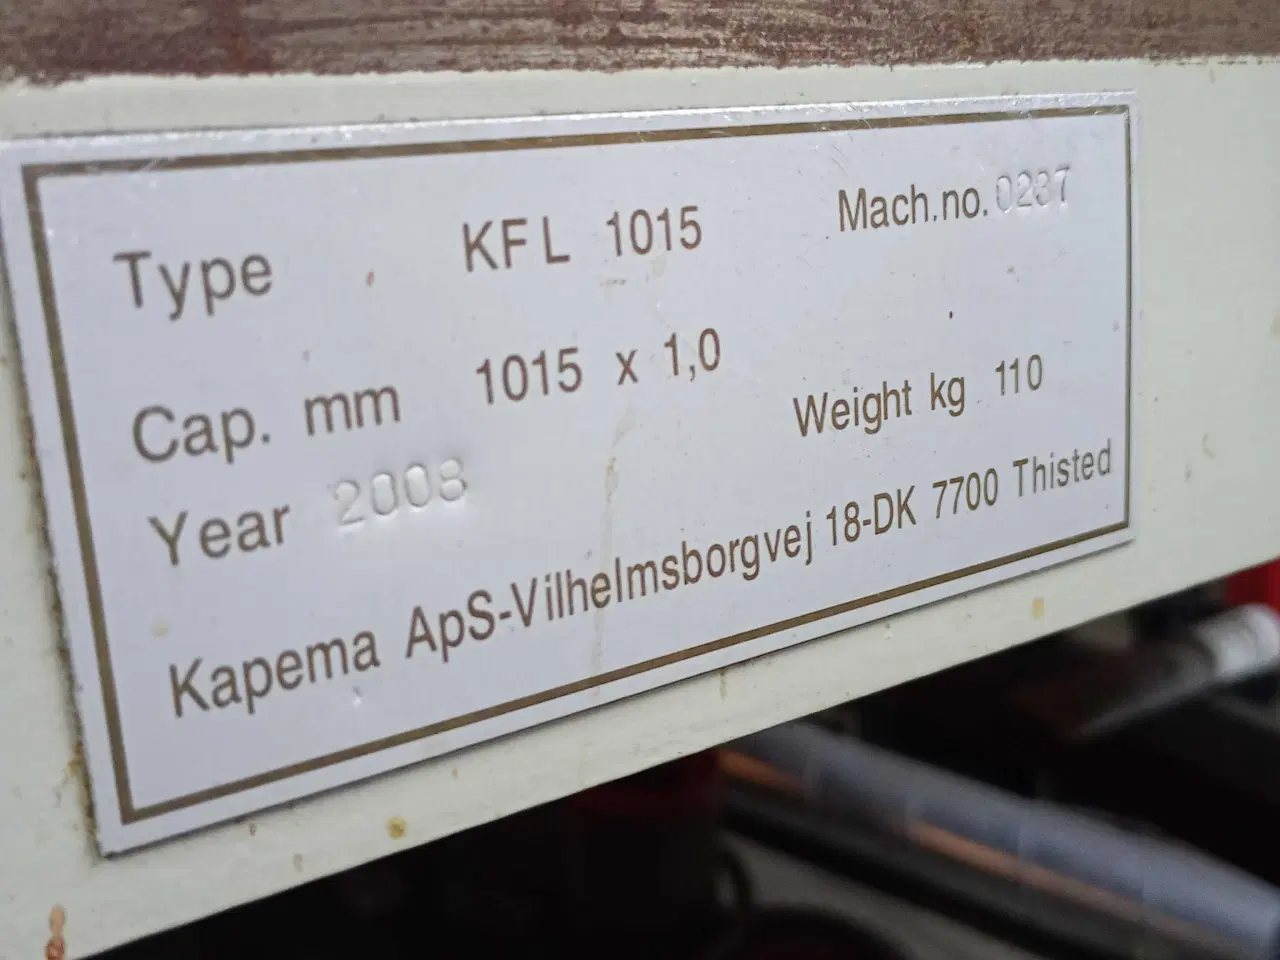 Type KFL 1015 Mach.no. 0237
Cap. mm 1015 x 1,0
Weight kg 110
Year 2008
Kapema ApS-Vilhelmsborgvej 18-DK 7700 Thisted